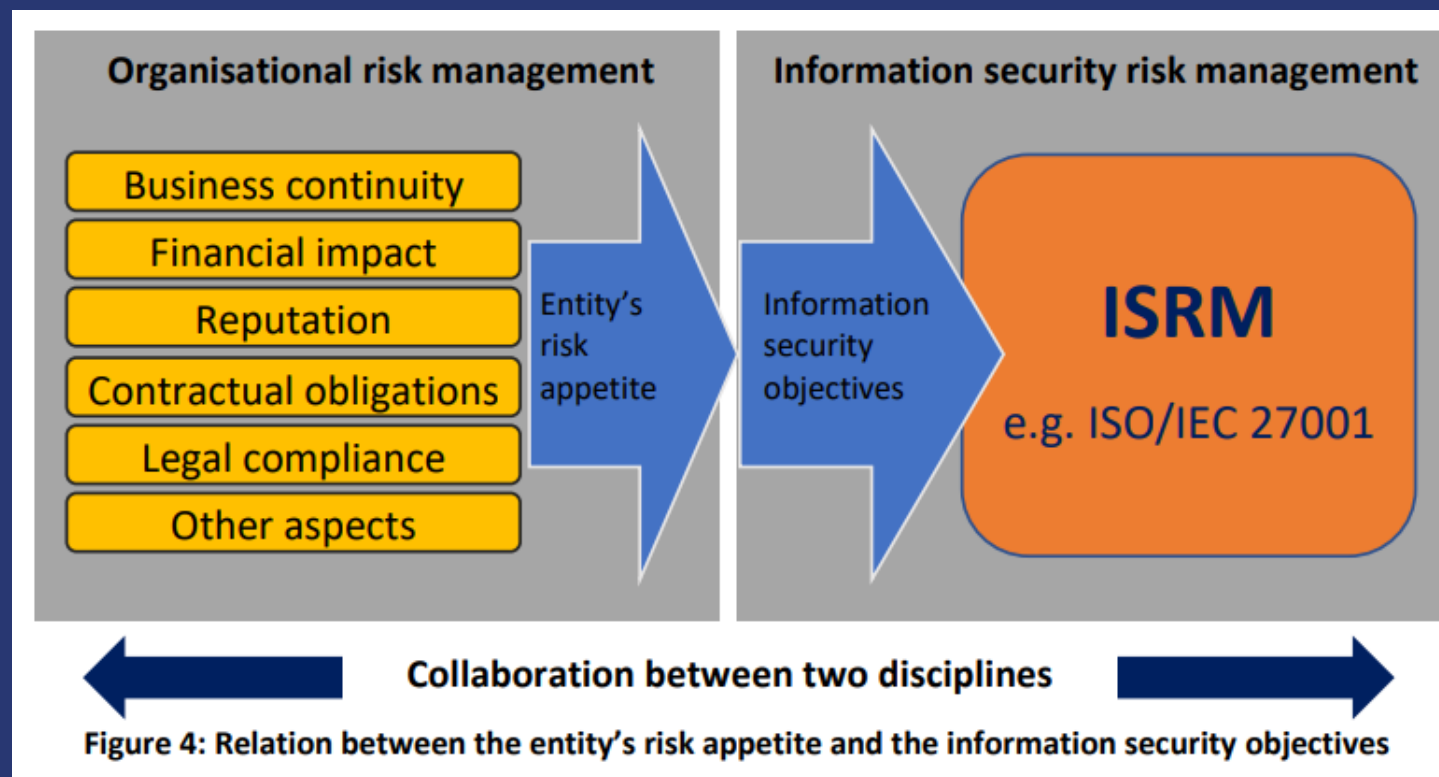 Organisational risk management
Business continuity
Financial impact
Reputation
Contractual obligations
Legal compliance
Other aspects
Entity's
risk
appetite
Information security risk management
Information
security
objectives
ISRM
e.g. ISO/IEC 27001
Collaboration between two disciplines
Figure 4: Relation between the entity's risk appetite and the information security objectives